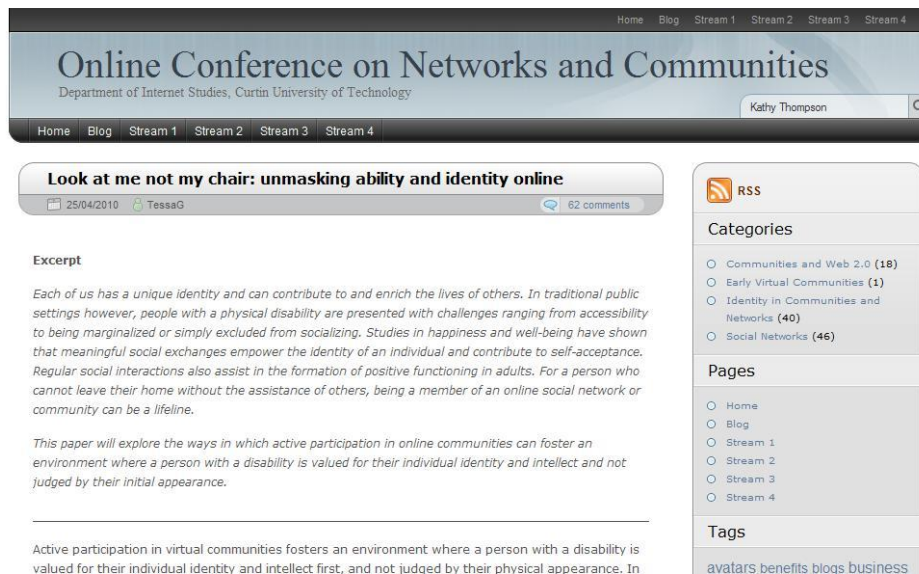 Home Blog Stream 1 Stream 2 Stream 3 Stream 4
Online Conference on Networks and Communities
Department of Internet Studies, Curtin University of Technology
Kathy Thompson
Home Blog Stream 1 Stream 2 Stream 3 Stream 4
Look at me not my chair: unmasking ability and identity online
25/04/2010 TessaG 62 comments
Excerpt
Each of us has a unique identity and can contribute to and enrich the lives of others. In traditional public
settings however, people with a physical disability are presented with challenges ranging from accessibility
to being marginalized or simply excluded from socializing. Studies in happiness and well-being have shown
that meaningful social exchanges empower the identity of an individual and contribute to self-acceptance.
Regular social interactions also assist in the formation of positive functioning in adults. For a person who
cannot leave their home without the assistance of others, being a member of an online social network or
community can be a lifeline.
This paper will explore the ways in which active participation in online communities can foster an
environment where a person with a disability is valued for their individual identity and intellect and not
judged by their initial appearance.
Active participation in virtual communities fosters an environment where a person with a disability is
valued for their individual identity and intellect first, and not judged by their physical appearance. In
RSS
Categories
Communities and Web 2.0 (18)
Early Virtual Communities (1)
Identity in Communities and
Networks (40)
Social Networks (46)
Pages
Home
Blog
Stream 1
Stream 2
Stream 3
Stream 4
Tags
avatars benefits blogs business